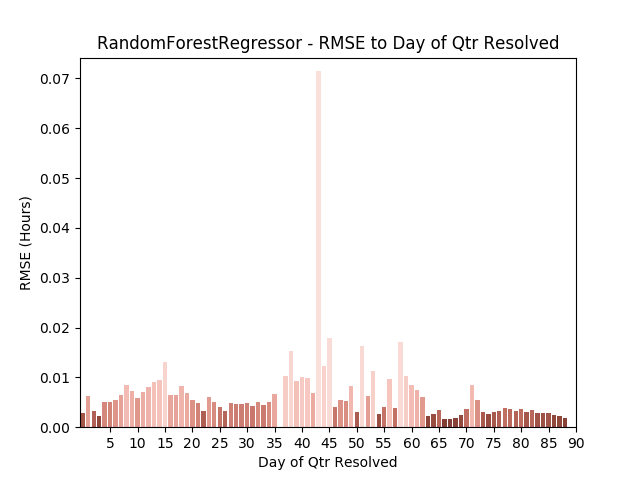 RandomForestRegressor - RMSE to Day of Qtr Resolved
0.07
0.06
0.05
0.04
0.03
0.02
0.01
0.00
RMSE (Hours)
5 10 15 20 25 30 35 40 45 50 55 60 65 70 75 80 85 90
Day of Qtr Resolved